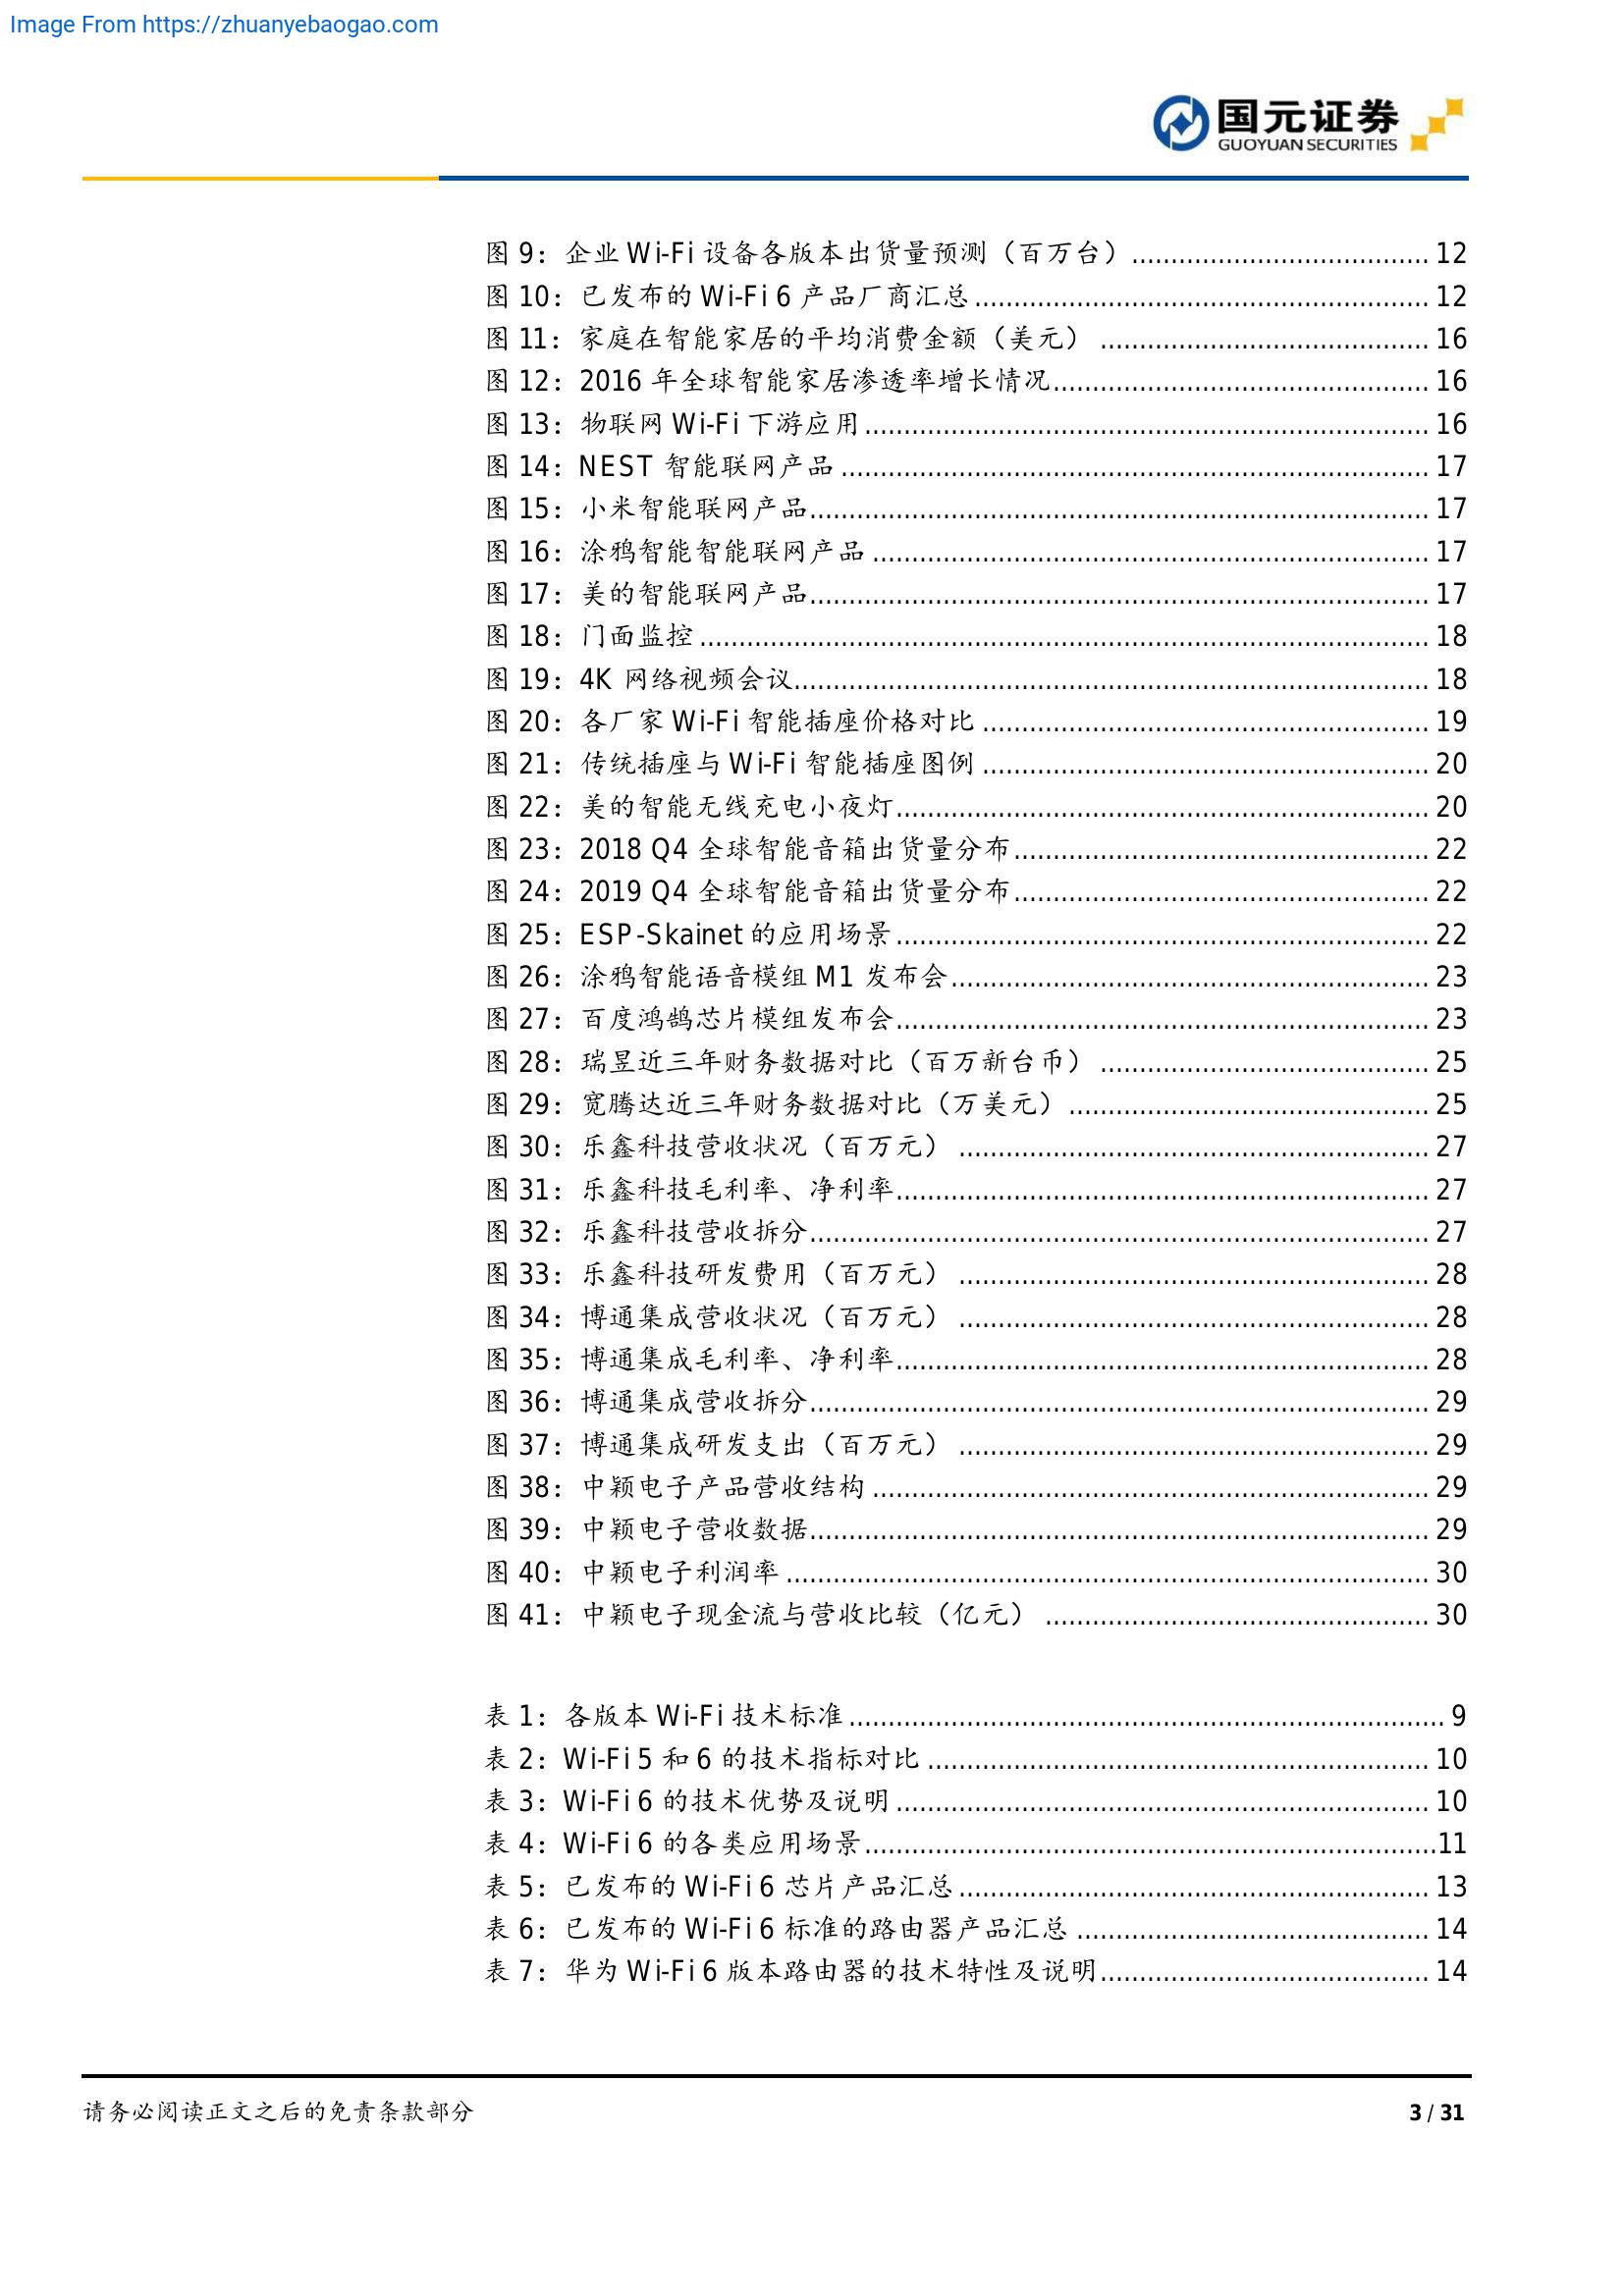 Image From https://zhuanyebaogao.com
国元证券
GUOYUAN SECURITIES
图 9：企业 Wi-Fi 设备各版本出货量预测（百万台）...................................... 12
图 10：已发布的 Wi-Fi 6 产品厂商汇总.......................................................... 12
图 11：家庭在智能家居的平均消费金额（美元） .......................................... 16
图 12：2016 年全球智能家居渗透率增长情况................................................ 16
图 13：物联网 Wi-Fi 下游应用........................................................................ 16
图 14：NEST 智能联网产品 ........................................................................... 17
图 15：小米智能联网产品............................................................................... 17
图 16：涂鸦智能智能联网产品 ....................................................................... 17
图 17：美的智能联网产品............................................................................... 17
图 18：门面监控 ............................................................................................. 18
图 19：4K 网络视频会议................................................................................. 18
图 20：各厂家 Wi-Fi 智能插座价格对比 ......................................................... 19
图 21：传统插座与 Wi-Fi 智能插座图例 ......................................................... 20
图 22：美的智能无线充电小夜灯.................................................................... 20
图 23：2018 Q4 全球智能音箱出货量分布..................................................... 22
图 24：2019 Q4 全球智能音箱出货量分布..................................................... 22
图 25：ESP-Skainet 的应用场景.................................................................... 22
图 26：涂鸦智能语音模组 M1 发布会............................................................. 23
图 27：百度鸿鹄芯片模组发布会.................................................................... 23
图 28：瑞昱近三年财务数据对比（百万新台币） .......................................... 25
图 29：宽腾达近三年财务数据对比（万美元）.............................................. 25
图 30：乐鑫科技营收状况（百万元） ............................................................ 27
图 31：乐鑫科技毛利率、净利率.................................................................... 27
图 32：乐鑫科技营收拆分............................................................................... 27
图 33：乐鑫科技研发费用（百万元） ............................................................ 28
图 34：博通集成营收状况（百万元） ............................................................ 28
图 35：博通集成毛利率、净利率.................................................................... 28
图 36：博通集成营收拆分............................................................................... 29
图 37：博通集成研发支出（百万元） ............................................................ 29
图 38：中颖电子产品营收结构 ....................................................................... 29
图 39：中颖电子营收数据............................................................................... 29
图 40：中颖电子利润率 .................................................................................. 30
图 41：中颖电子现金流与营收比较（亿元） ................................................. 30
表 1：各版本 Wi-Fi 技术标准............................................................................ 9
表 2：Wi-Fi 5 和 6 的技术指标对比 ................................................................ 10
表 3：Wi-Fi 6 的技术优势及说明 .................................................................... 10
表 4：Wi-Fi 6 的各类应用场景.........................................................................11
表 5：已发布的 Wi-Fi 6 芯片产品汇总............................................................ 13
表 6：已发布的 Wi-Fi 6 标准的路由器产品汇总 ............................................. 14
表 7：华为 Wi-Fi 6 版本路由器的技术特性及说明.......................................... 14
请务必阅读正文之后的免责条款部分
3 / 31